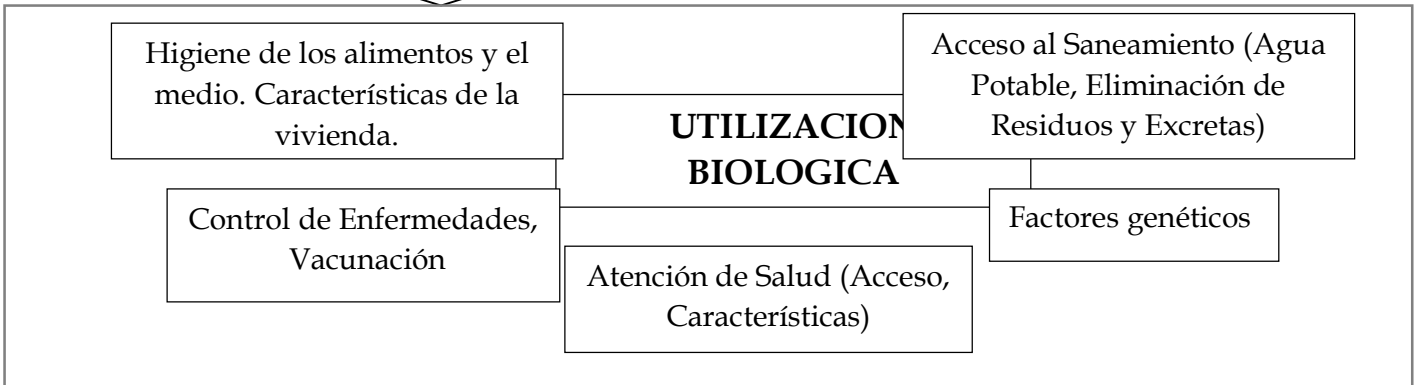 Higiene de los alimentos y el
medio. Características de la
vivienda.
Acceso al Saneamiento (Agua
Potable, Eliminación de
Residuos y Excretas)
UTILIZACION
BIOLOGICA
Control de Enfermedades,
Vacunación
Factores genéticos
Atención de Salud (Acceso,
Características)